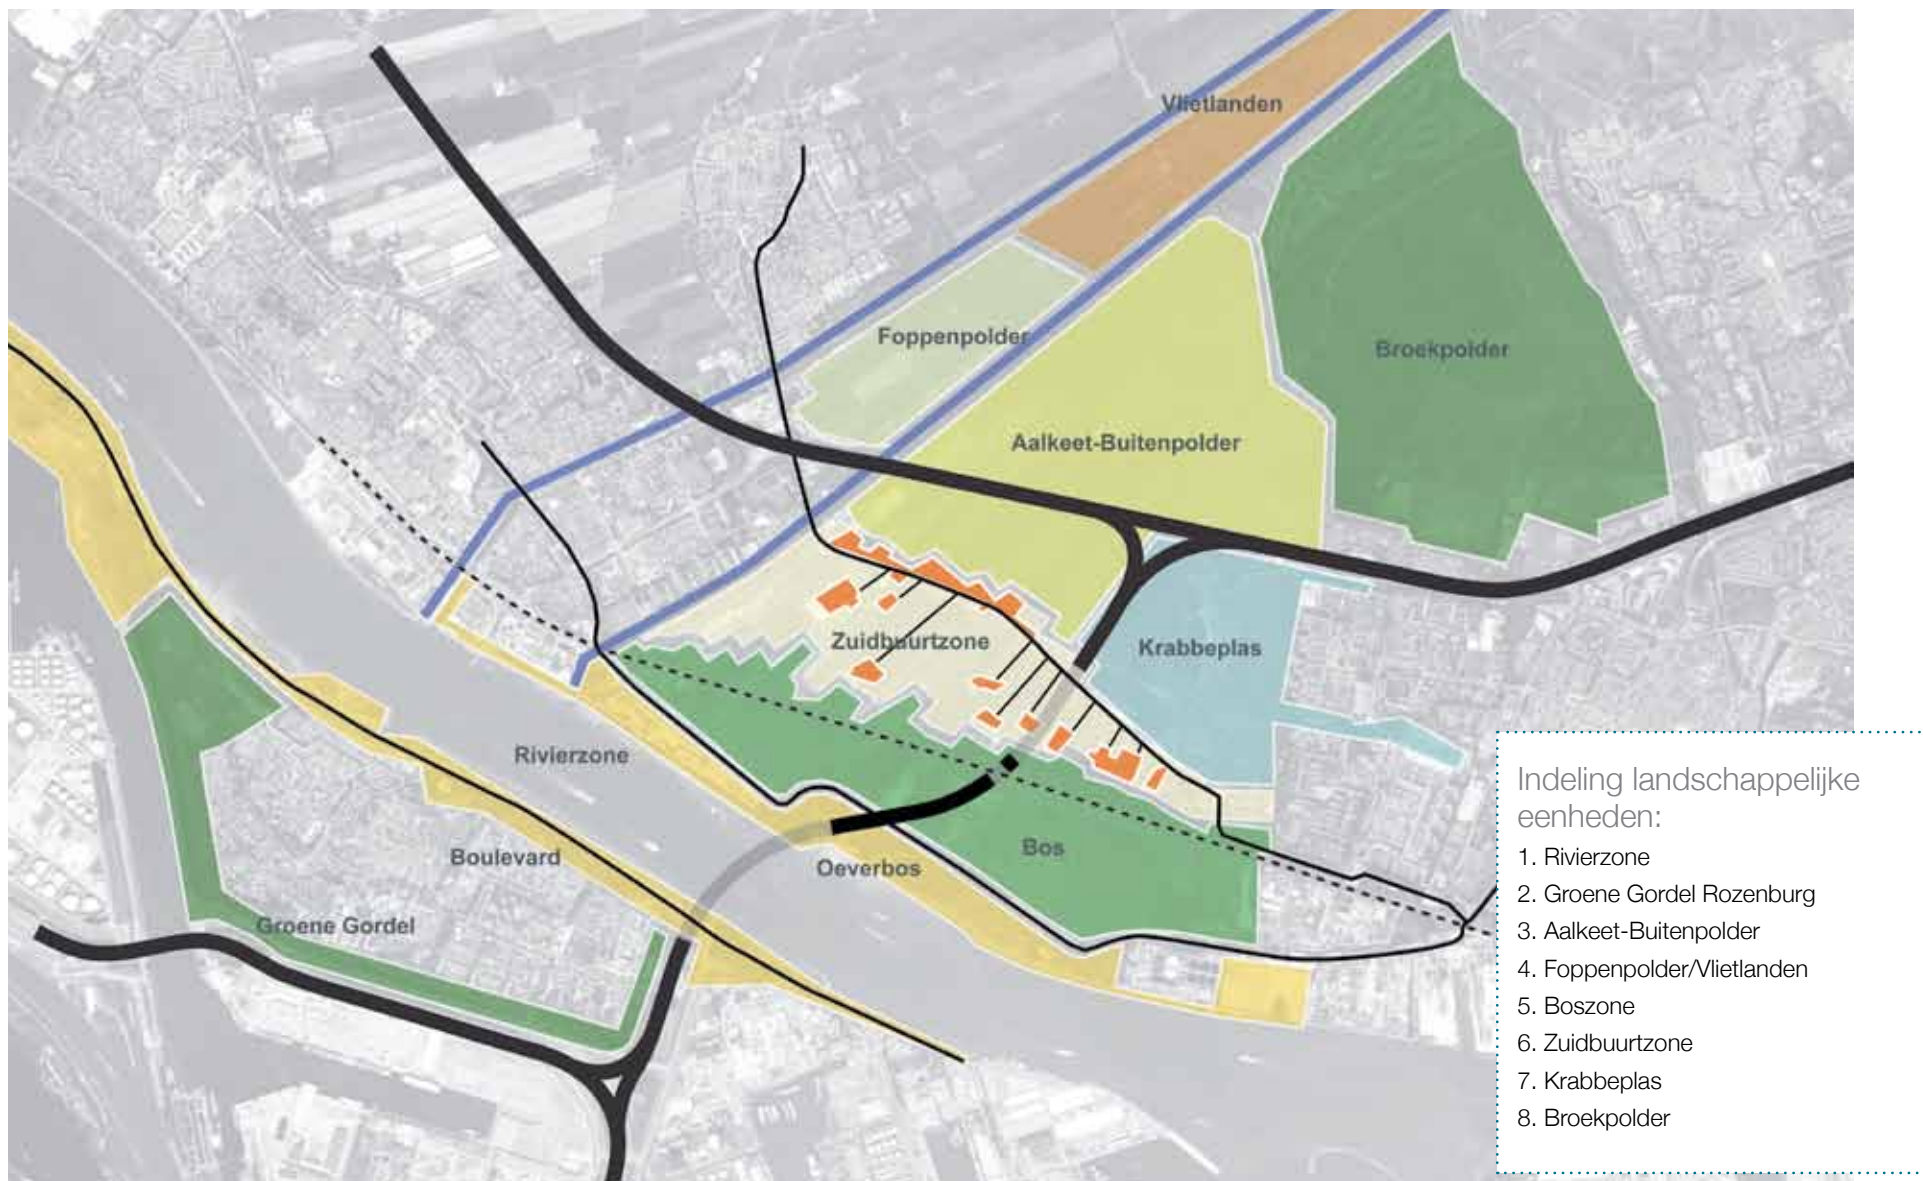 Vlietlanden
Foppenpolder
Broekpolder
Aalkeet-Buitenpolder
Zuidbuurtzone
Krabbeplas
Rivierzone
Boulevard
Oeverbos
Bos
Groene Gordel
Indeling landschappelijke
eenheden:
1. Rivierzone
2. Groene Gordel Rozenburg
3. Aalkeet-Buitenpolder
4. Foppenpolder/Vlietlanden
5. Boszone
6. Zuidbuurtzone
7. Krabbeplas
8. Broekpolder